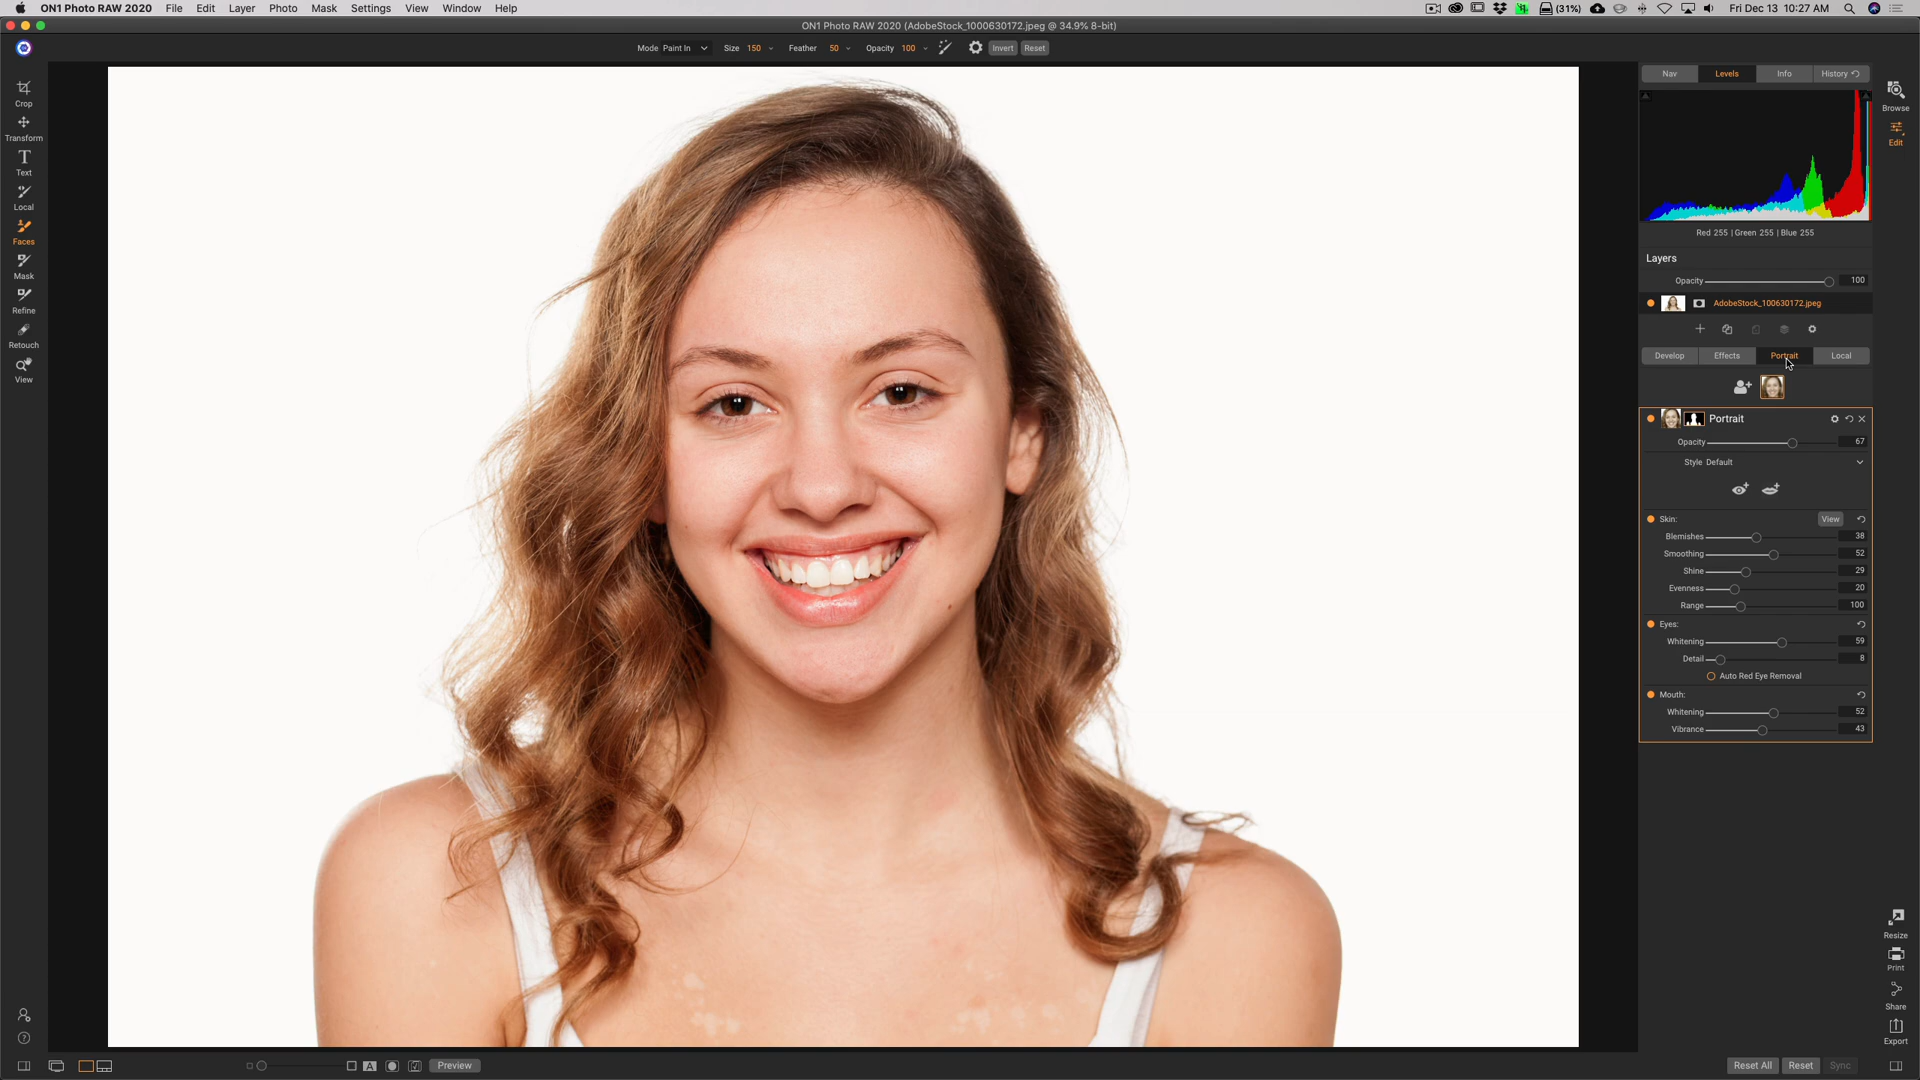 ON1 Photo RAW 2020 File Edit Layer Photo Mask Settings View Window Help (31%) Fri Dec 13 10:27 AM
ON1 Photo RAW 2020 (AdobeStock_1000630172.jpeg @ 34.9% 8-bit)
Mode Paint In Size 150 Feather 50 Opacity 100 Invert Reset
Crop
Transform
Text
Local
Faces
Mask
Refine
Retouch
View
Nav Levels Info History
Red 255 | Green 255 | Blue 255
Layers
Opacity 100
AdobeStock_100630172.jpeg
Develop Effects Portrait Local
Portrait
Opacity 67
Style Default
Skin: View
Blemishes 38
Smoothing 52
Shine 29
Evenness 20
Range 100
Eyes:
Whitening 59
Detail 8
Auto Red Eye Removal
Mouth:
Whitening 52
Vibrance 43
Browse
Edit
Resize
Print
Share
Export
A Preview
Reset All Reset Sync